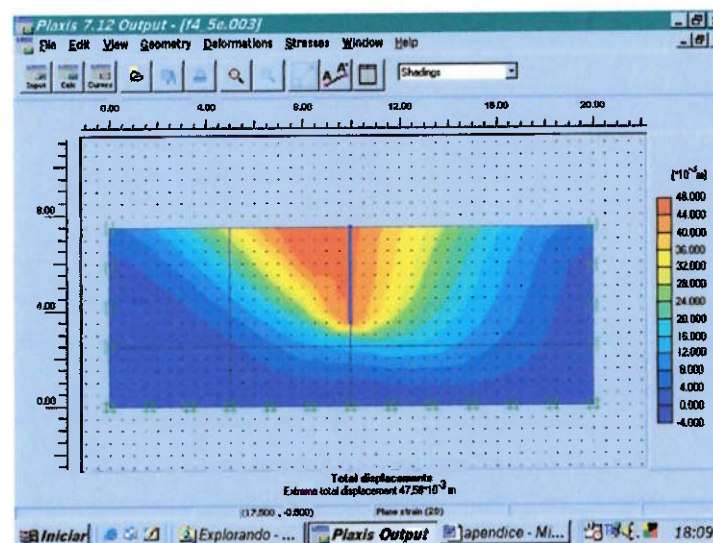 Plaxis 7.12 Output - [f4_5e.003]
File Edit View Geometry Deformations Stresses Window Help
Input Calc Curves Shadings
0.00 4.00 8.00 12.00 16.00 20.00
[*10⁻³ m]
48.000
44.000
40.000
36.000
32.000
28.000
24.000
20.000
16.000
12.000
8.000
4.000
0.000
-4.000
8.00
4.00
0.00
Total displacements
Extreme total displacement 47,58*10⁻³ m
(17.500 , -0.600) Plane strain (2D)
Iniciar Explorando - ... Plaxis Output apendice - Mi... 18:09